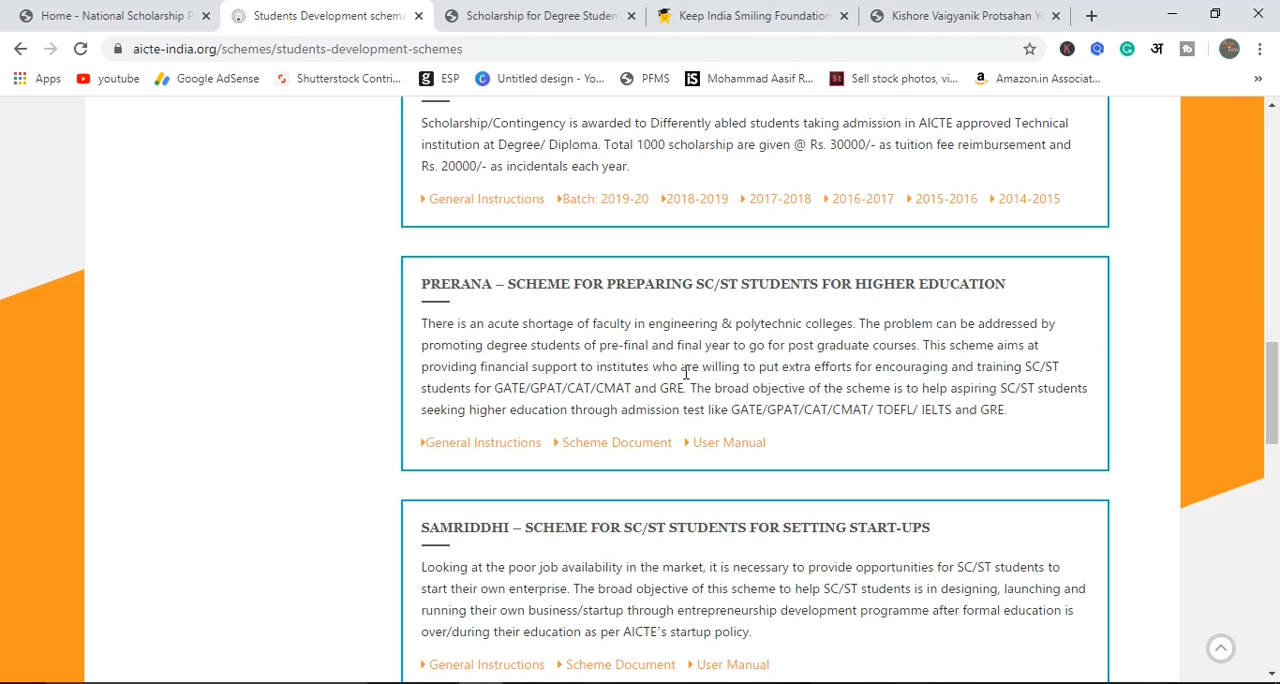 Home - National Scholarship P
Students Development scheme
Scholarship for Degree Studen
Keep India Smiling Foundation
Kishore Vaigyanik Protsahan Y
aicte-india.org/schemes/students-development-schemes
अ
Apps
youtube
Google AdSense
Shutterstock Contri...
ESP
Untitled design - Yo...
PFMS
Mohammad Aasif R...
Sell stock photos, vi...
Amazon.in Associat...
Scholarship/Contingency is awarded to Differently abled students taking admission in AICTE approved Technical
institution at Degree/ Diploma. Total 1000 scholarship are given @ Rs. 30000/- as tuition fee reimbursement and
Rs. 20000/- as incidentals each year.
General Instructions Batch: 2019-20 2018-2019 2017-2018 2016-2017 2015-2016 2014-2015
PRERANA – SCHEME FOR PREPARING SC/ST STUDENTS FOR HIGHER EDUCATION
There is an acute shortage of faculty in engineering & polytechnic colleges. The problem can be addressed by
promoting degree students of pre-final and final year to go for post graduate courses. This scheme aims at
providing financial support to institutes who are willing to put extra efforts for encouraging and training SC/ST
students for GATE/GPAT/CAT/CMAT and GRE. The broad objective of the scheme is to help aspiring SC/ST students
seeking higher education through admission test like GATE/GPAT/CAT/CMAT/ TOEFL/ IELTS and GRE.
General Instructions Scheme Document User Manual
SAMRIDDHI – SCHEME FOR SC/ST STUDENTS FOR SETTING START-UPS
Looking at the poor job availability in the market, it is necessary to provide opportunities for SC/ST students to
start their own enterprise. The broad objective of this scheme to help SC/ST students is in designing, launching and
running their own business/startup through entrepreneurship development programme after formal education is
over/during their education as per AICTE's startup policy.
General Instructions Scheme Document User Manual